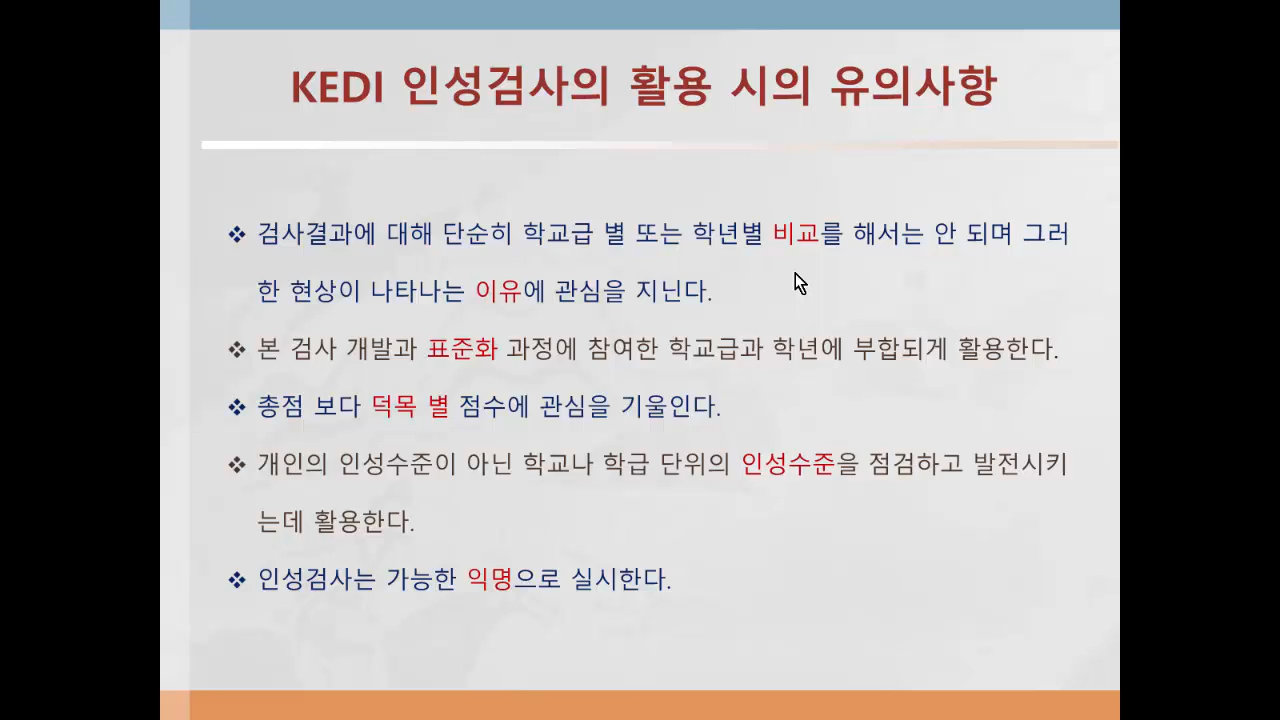 KEDI 인성검사의 활용 시의 유의사항
❖ 검사결과에 대해 단순히 학교급 별 또는 학년별 비교를 해서는 안 되며 그러
한 현상이 나타나는 이유에 관심을 지닌다.
❖ 본 검사 개발과 표준화 과정에 참여한 학교급과 학년에 부합되게 활용한다.
❖ 총점 보다 덕목 별 점수에 관심을 기울인다.
❖ 개인의 인성수준이 아닌 학교나 학급 단위의 인성수준을 점검하고 발전시키
는데 활용한다.
❖ 인성검사는 가능한 익명으로 실시한다.